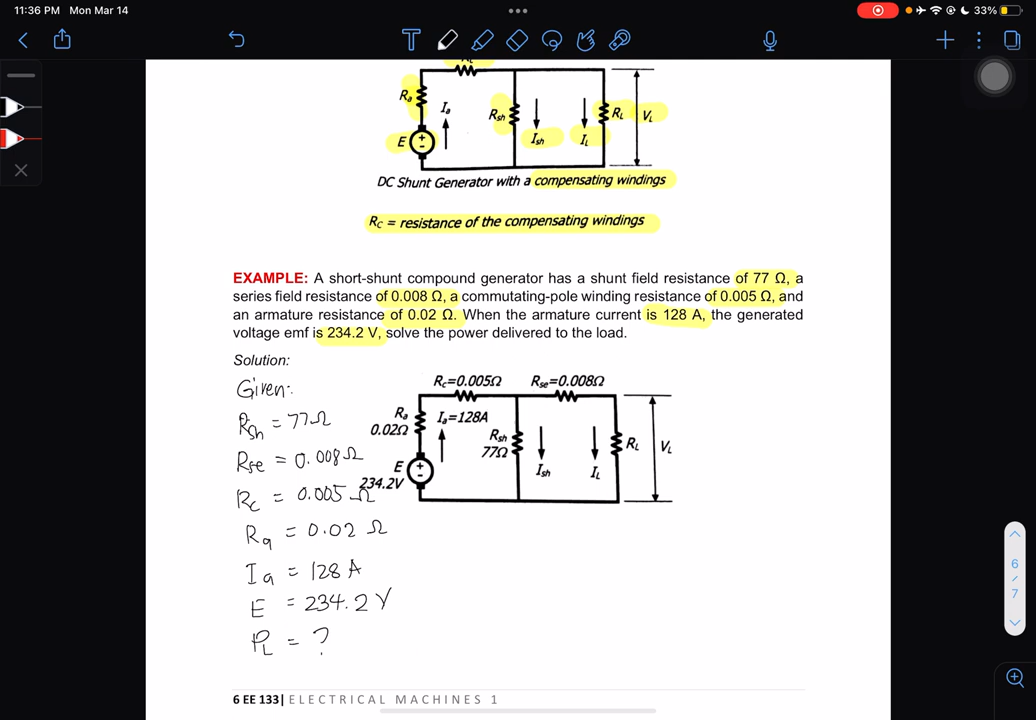 11:36 PM Mon Mar 14
33%
Ra
Ia
Rsh
RL
VL
E
Ish
IL
DC Shunt Generator with a compensating windings
RC = resistance of the compensating windings
EXAMPLE: A short-shunt compound generator has a shunt field resistance of 77 Ω, a
series field resistance of 0.008 Ω, a commutating-pole winding resistance of 0.005 Ω, and
an armature resistance of 0.02 Ω. When the armature current is 128 A, the generated
voltage emf is 234.2 V, solve the power delivered to the load.
Solution:
Given:
Rsh = 77Ω
Rse = 0.008 Ω
Rc = 0.005 Ω
Ra = 0.02 Ω
Ia = 128 A
E = 234.2 V
PL = ?
Rc=0.005Ω
Rse=0.008Ω
Ra
0.02Ω
Ia=128A
Rsh
77Ω
RL
VL
E
234.2V
Ish
IL
6
/
7
6 EE 133| ELECTRICAL MACHINES 1